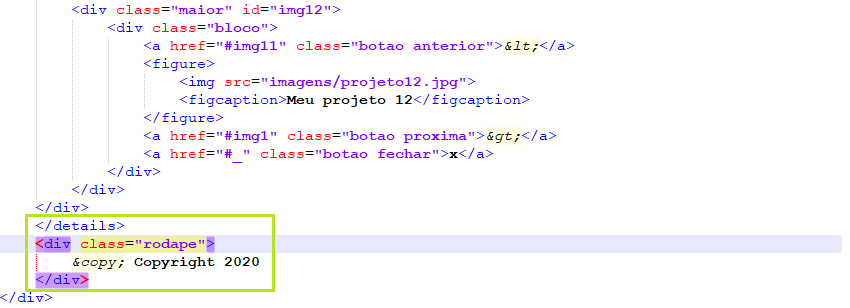 <div class="maior" id="img12">
<div class="bloco">
<a href="#img11" class="botao anterior">&lt;</a>
<figure>
<img src="imagens/projeto12.jpg">
<figcaption>Meu projeto 12</figcaption>
</figure>
<a href="#img1" class="botao proxima">&gt;</a>
<a href="#_" class="botao fechar">x</a>
</div>
</div>
</div>
</details>
<div class="rodape">
&copy; Copyright 2020
</div>
</div>